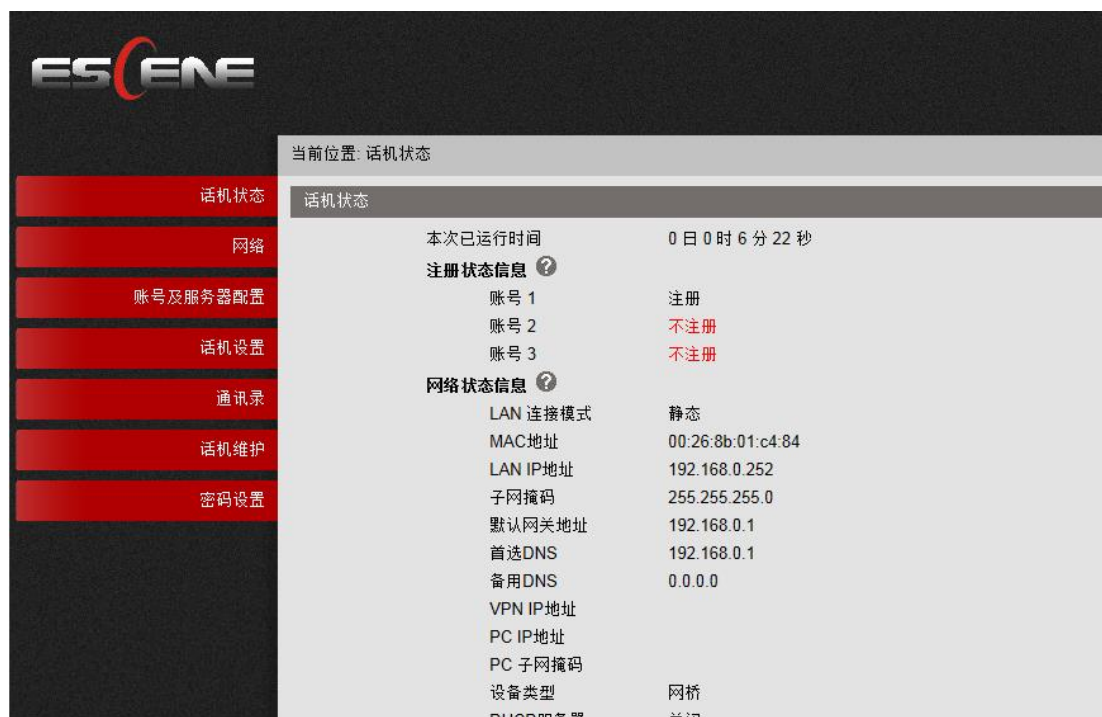 ESCENE
当前位置: 话机状态
话机状态
网络
账号及服务器配置
话机设置
通讯录
话机维护
密码设置
话机状态
本次已运行时间 0 日 0 时 6 分 22 秒
注册状态信息 ?
账号 1 注册
账号 2 不注册
账号 3 不注册
网络状态信息 ?
LAN 连接模式 静态
MAC地址 00:26:8b:01:c4:84
LAN IP地址 192.168.0.252
子网掩码 255.255.255.0
默认网关地址 192.168.0.1
首选DNS 192.168.0.1
备用DNS 0.0.0.0
VPN IP地址
PC IP地址
PC 子网掩码
设备类型 网桥